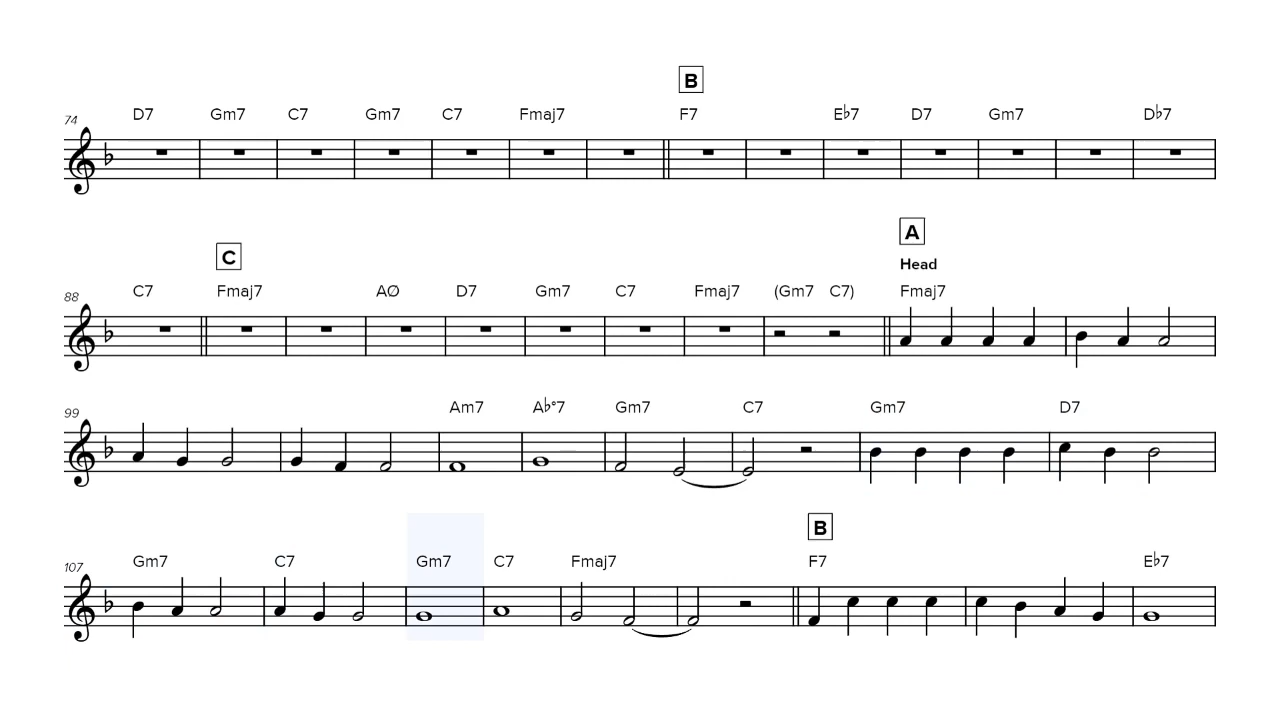 B
74 D7 Gm7 C7 Gm7 C7 Fmaj7 F7 E♭7 D7 Gm7 D♭7
C A
Head
88 C7 Fmaj7 AØ D7 Gm7 C7 Fmaj7 (Gm7 C7) Fmaj7
99 Am7 A♭°7 Gm7 C7 Gm7 D7
B
107 Gm7 C7 Gm7 C7 Fmaj7 F7 E♭7